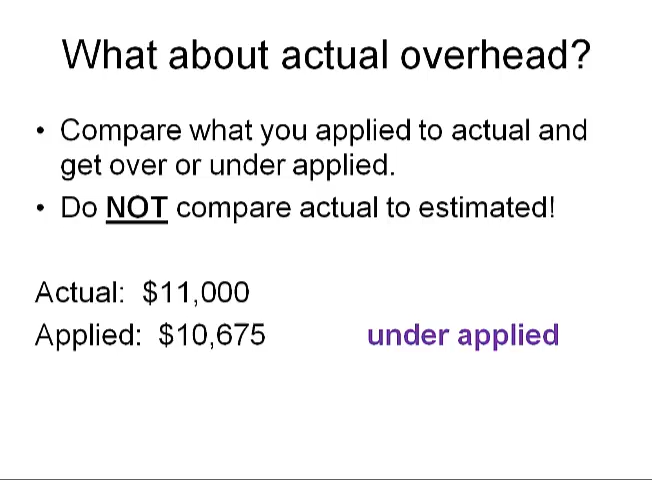 What about actual overhead?
• Compare what you applied to actual and
get over or under applied.
• Do NOT compare actual to estimated!
Actual: $11,000
Applied: $10,675 under applied